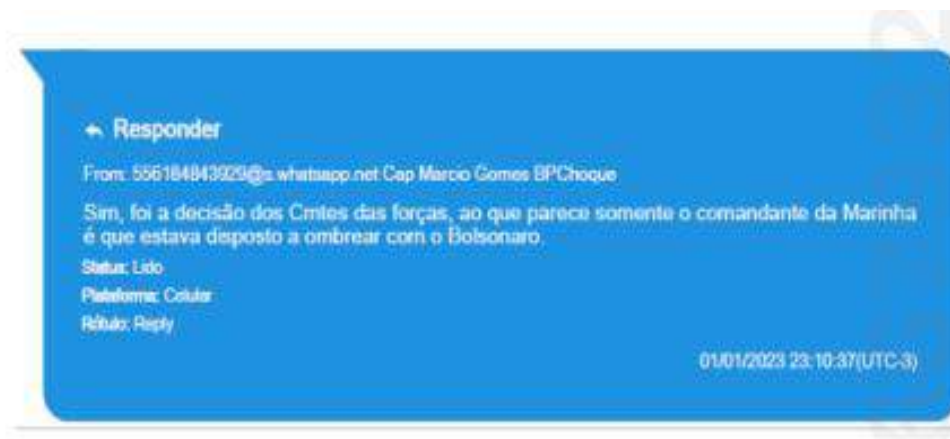 Responder
From: 556184843929@s.whatsapp.net Cap Marcio Gomes BPChoque
Sim, foi a decisão dos Cmtes das forças, ao que parece somente o comandante da Marinha
é que estava disposto a ombrear com o Bolsonaro.
Status: Lido
Plataforma: Celular
Rótulo: Reply
01/01/2023 23:10:37(UTC-3)